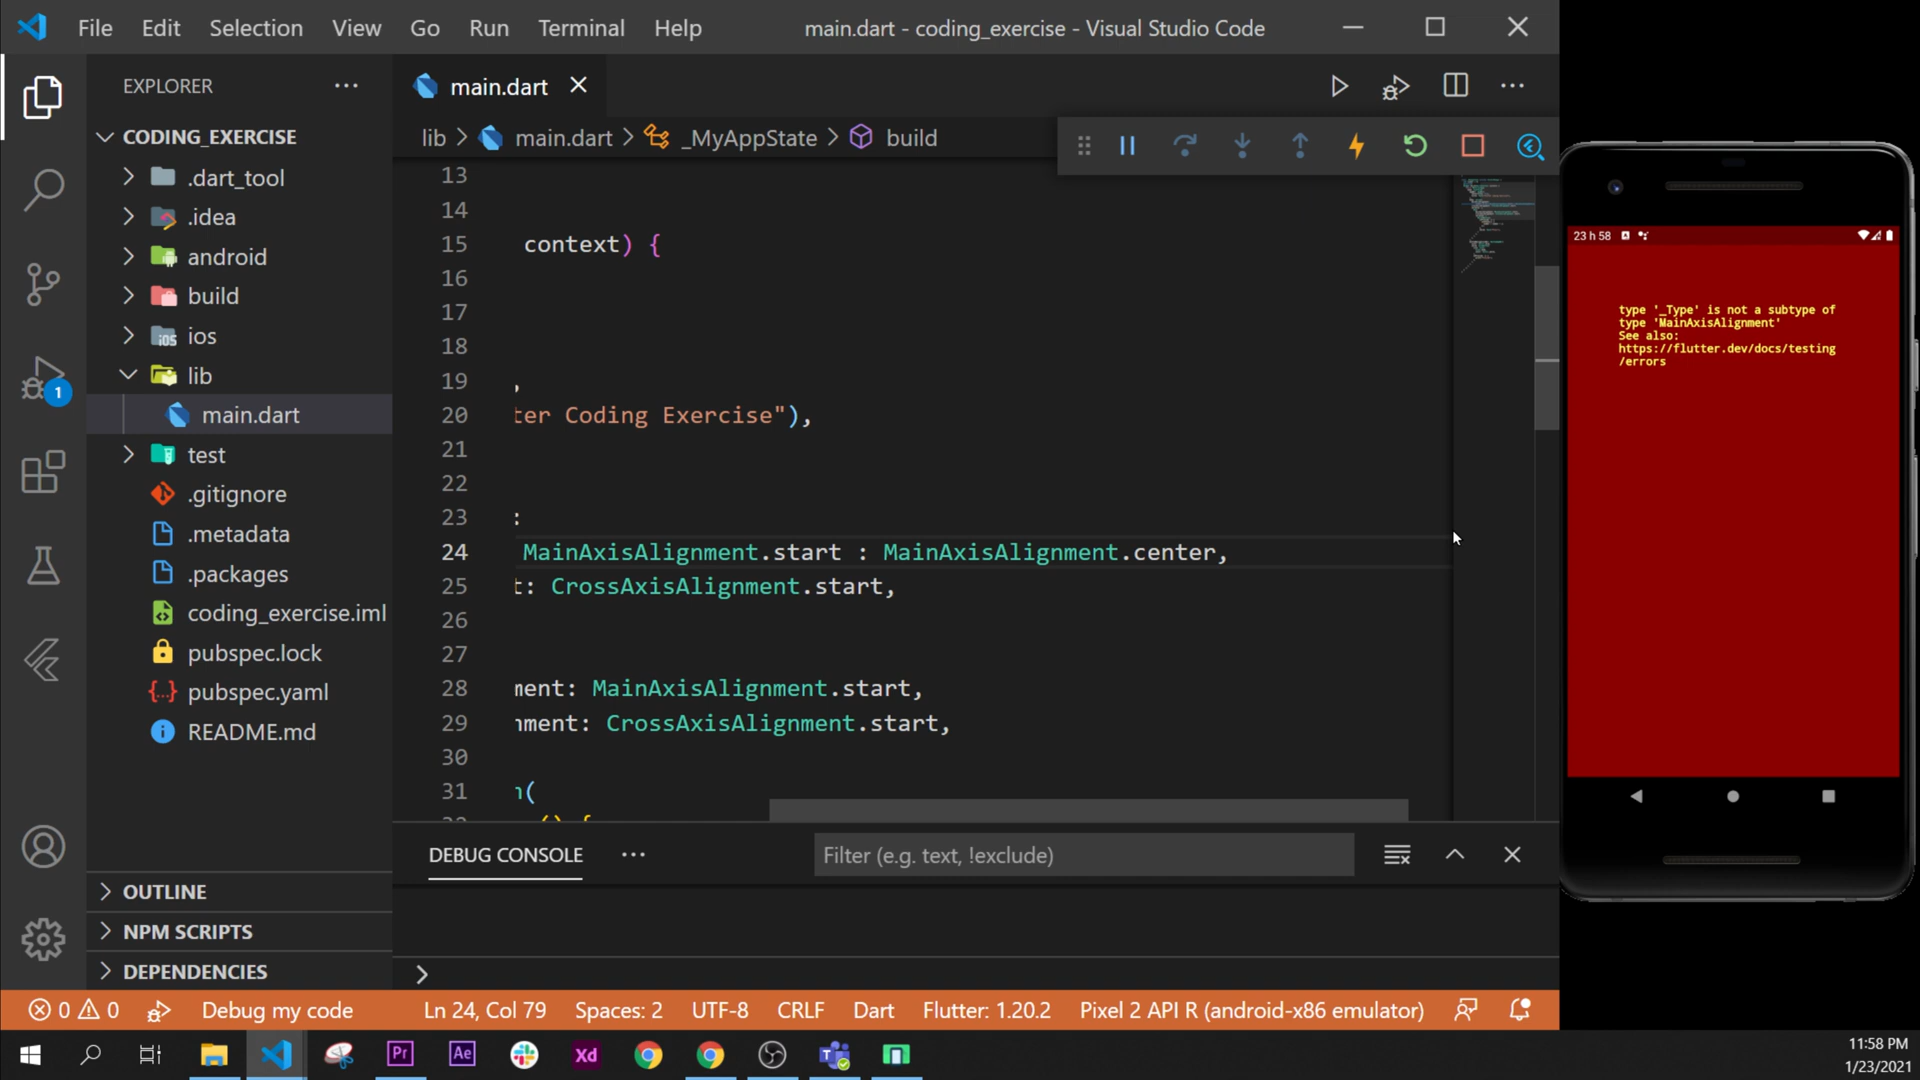 File Edit Selection View Go Run Terminal Help
main.dart - coding_exercise - Visual Studio Code
EXPLORER
CODING_EXERCISE
.dart_tool
.idea
android
build
ios
lib
main.dart
test
.gitignore
.metadata
.packages
coding_exercise.iml
pubspec.lock
pubspec.yaml
README.md
OUTLINE
NPM SCRIPTS
DEPENDENCIES
1
main.dart
lib > main.dart > _MyAppState > build
13
14
15 context) {
16
17
18
19 ,
20 ter Coding Exercise"),
21
22
23 :
24 MainAxisAlignment.start : MainAxisAlignment.center,
25 t: CrossAxisAlignment.start,
26
27
28 ment: MainAxisAlignment.start,
29 nment: CrossAxisAlignment.start,
30
31 n(
() {
DEBUG CONSOLE
Filter (e.g. text, !exclude)
23 h 58
type '_Type' is not a subtype of
type 'MainAxisAlignment'
See also:
https://flutter.dev/docs/testing
/errors
0 0 Debug my code Ln 24, Col 79 Spaces: 2 UTF-8 CRLF Dart Flutter: 1.20.2 Pixel 2 API R (android-x86 emulator)
Pr Ae Xd
11:58 PM
1/23/2021